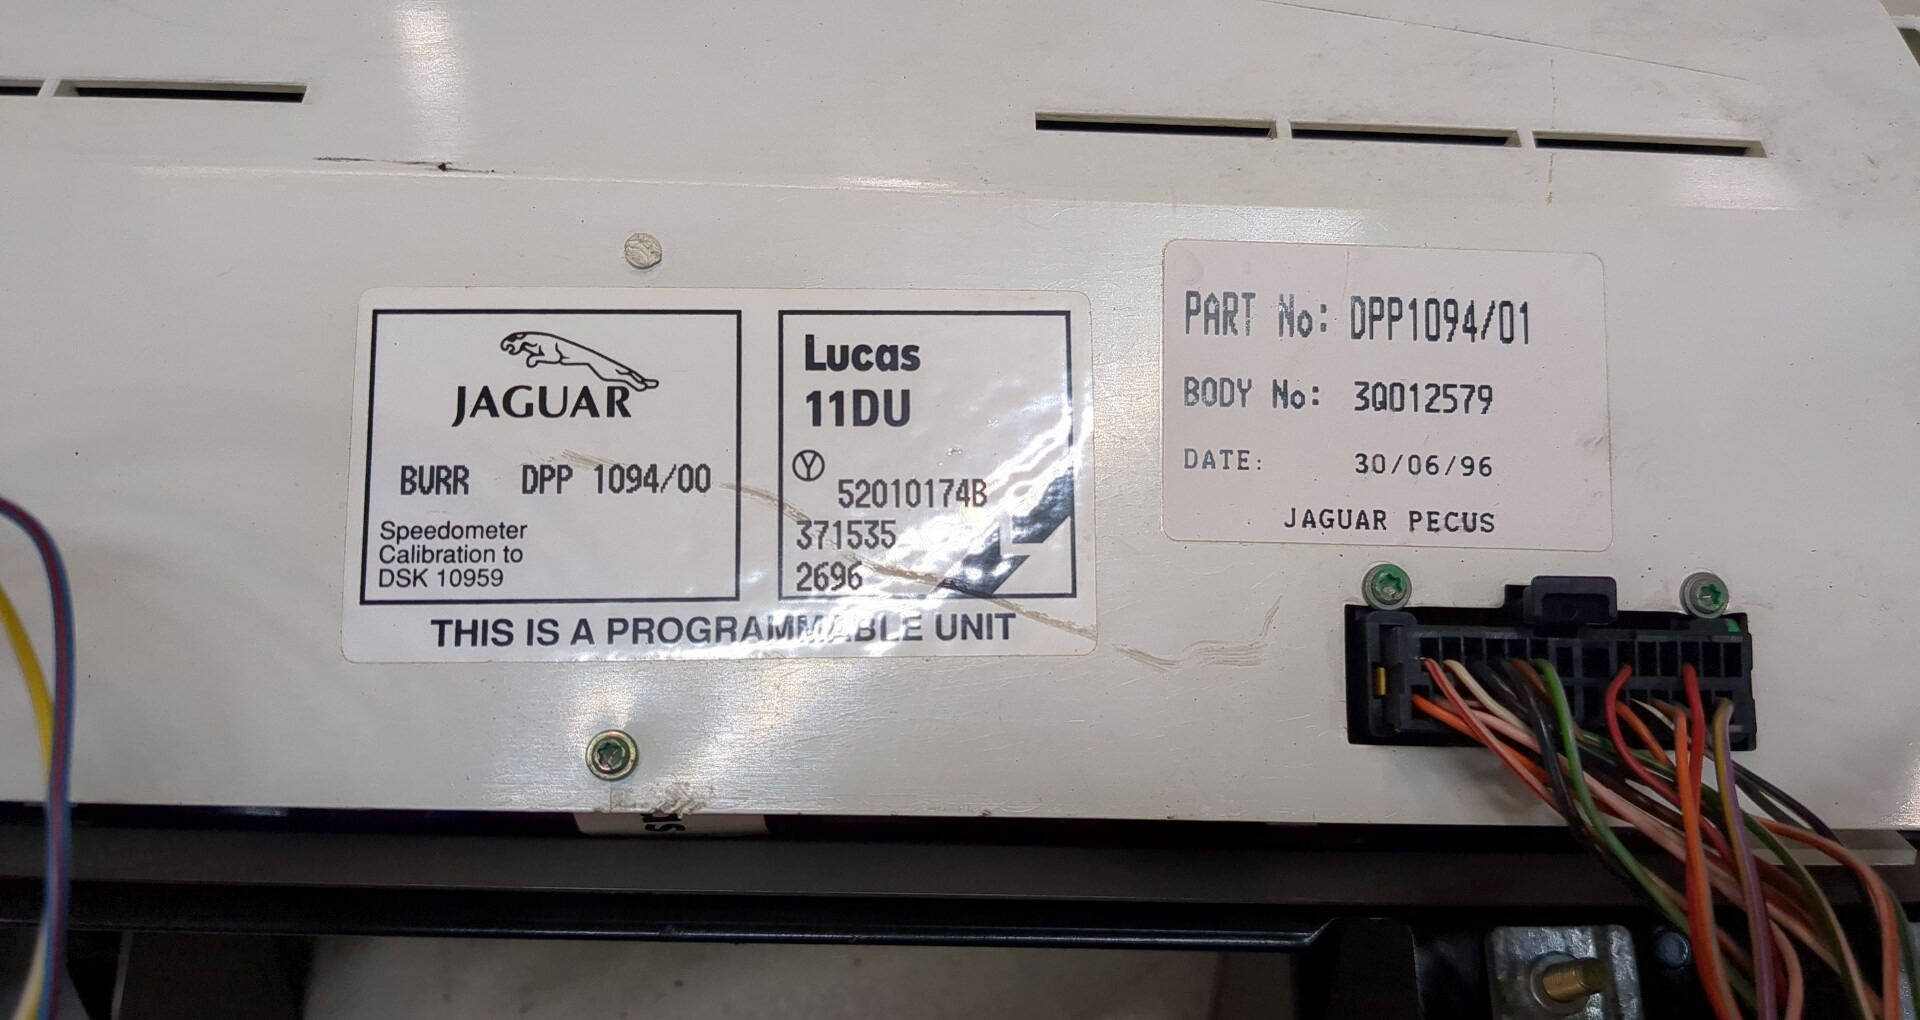 JAGUAR
BURR DPP 1094/00
Speedometer
Calibration to
DSK 10959
Lucas
11DU
Y
52010174B
371535
2696
THIS IS A PROGRAMMABLE UNIT
PART No: DPP1094/01
BODY No: 3Q012579
DATE: 30/06/96
JAGUAR PECUS